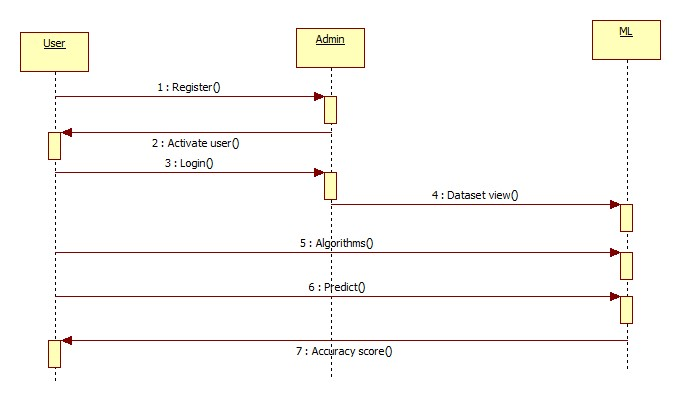 User
Admin
ML
1 : Register()
2 : Activate user()
3 : Login()
4 : Dataset view()
5 : Algorithms()
6 : Predict()
7 : Accuracy score()